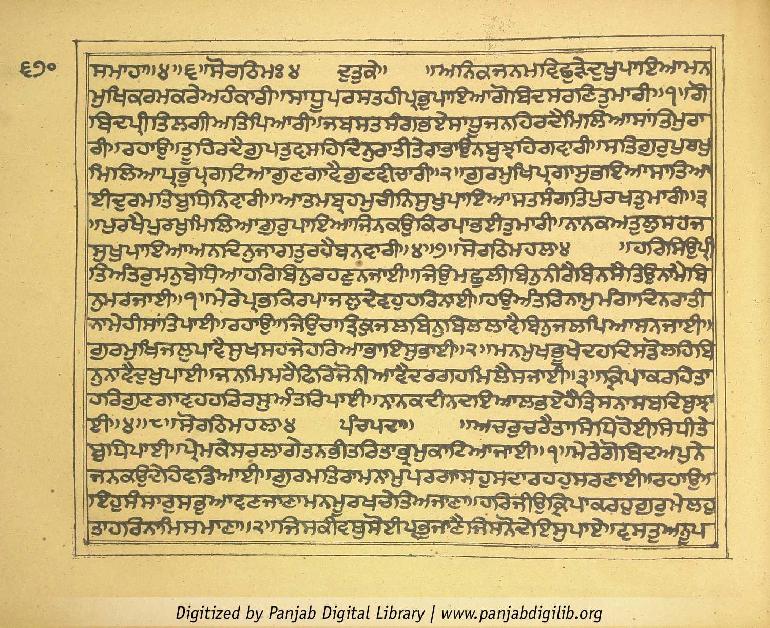 ੬੭੦
ਸਮਾਹਾ॥੪॥੬॥ਸੋਰਠਿਮਃ੪ ਦੁਤੁਕੇ॥ ॥ਅਨਿਕਜਨਮਵਿਛੁੜੇਦੁਖੁਪਾਇਆਮਨ
ਮੁਖਿਕਰਮਕਰੈਅਹੰਕਾਰੀ॥ਸਾਧੂਪਰਸਤਹੀਪ੍ਰਭੁਪਾਇਆਗੋਬਿਦਸਰਣਿਤੁਮਾਰੀ॥੧॥ਗੋ
ਬਿਦਪ੍ਰੀਤਿਲਗੀਅਤਿਪਿਆਰੀ॥ਜਬਸਤਸੰਗਭਏਸਾਧੂਜਨਹਿਰਦੈਮਿਲਿਆਸਾਂਤਿਮੁਰਾ
ਰੀ॥ਰਹਾਉ॥ਤੂਹਿਰਦੈਗੁਪਤੁਵਸਹਿਦਿਨੁਰਾਤੀਤੇਰਾਭਾਉਨਬੁਝਹਿਗਵਾਰੀ॥ਸਤਿਗੁਰੁਪੁਰਖੁ
ਮਿਲਿਆਪ੍ਰਭੁਪ੍ਰਗਟਿਆਗੁਣਗਾਵੈਗੁਣਵੀਚਾਰੀ॥੨॥ਗੁਰਮੁਖਿਪ੍ਰਗਾਸੁਭਇਆਸਾਤਿਆ
ਈਦੁਰਮਤਿਬੁਧਿਨਿਵਾਰੀ॥ਆਤਮਬ੍ਰਹਮੁਚੀਨਿਸੁਖੁਪਾਇਆਸਤਸੰਗਤਿਪੁਰਖਤੁਮਾਰੀ॥੩
॥ਪੁਰਖੈਪੁਰਖੁਮਿਲਿਆਗੁਰੁਪਾਇਆਜਿਨਕਉਕਿਰਪਾਭਈਤੁਮਾਰੀ॥ਨਾਨਕਅਤੁਲੁਸਹਜ
ਸੁਖੁਪਾਇਆਅਨਦਿਨੁਜਾਗਤੁਰਹੈਬਨਵਾਰੀ॥੪॥੭॥ਸੋਰਠਿਮਹਲਾ੪ ॥ਹਰਿਸਿਉਪ੍ਰੀ
ਤਿਅੰਤਰੁਮਨੁਬੇਧਿਆਹਰਿਬਿਨੁਰਹਣੁਨਜਾਈ॥ਜਿਉਮਛੁਲੀਬਿਨੁਨੀਰੈਬਿਨਸੈਤਿਉਨਾਮੈਬਿ
ਨੁਮਰਜਾਈ॥੧॥ਮੇਰੇਪ੍ਰਭਕਿਰਪਾਜਲੁਦੇਵਹੁਹਰਿਨਾਈ॥ਹਉਅੰਤਰਿਨਾਮੁਮੰਗਾਦਿਨੁਰਾਤੀ
ਨਾਮੇਹੀਸਾਂਤਿਪਾਈ॥ਰਹਾਉ॥ਜਿਉਚਾਤ੍ਰਿਕੁਜਲਬਿਨੁਬਿਲਲਾਵੈਬਿਨੁਜਲਪਿਆਸਨਜਾਈ॥
ਗੁਰਮੁਖਿਜਲੁਪਾਵੈਸੁਖਸਹਜੇਹਰਿਆਭਾਇਸੁਭਾਈ॥੨॥ਮਨਮੁਖਭੂਖੇਦਹਦਿਸਡੋਲਹਿਬਿ
ਨੁਨਾਵੈਦੁਖੁਪਾਈ॥ਜਨਮਿਮਰੈਫਿਰਿਜੋਨੀਆਵੈਦਰਗਹਮਿਲੈਸਜਾਈ॥੩॥ਕ੍ਰਿਪਾਕਰਹਿਤਾ
ਹਰਿਗੁਣਗਾਵਹਹਰਿਰਸੁਅੰਤਰਿਪਾਈ॥ਨਾਨਕਦੀਨਦਇਆਲਭਏਹੈਤ੍ਰਿਸਨਾਸਬਦਿਬੁਝਾ
ਈ॥੪॥੮॥ਸੋਰਠਿਮਹਲਾ੪ ਪੰਚਪਦਾ॥ ॥ਅਚਰੁਚਰੈਤਾਸਿਧਿਹੋਈਸਿਧੀਤੇ
ਬੁਧਿਪਾਈ॥ਪ੍ਰੇਮਕੇਸਰਲਾਗੇਤਨਭੀਤਰਿਤਾਭ੍ਰਮੁਕਾਟਿਆਜਾਈ॥੧॥ਮੇਰੇਗੋਬਿਦਅਪੁਨੇ
ਜਨਕਉਦੇਹਿਵਡਿਆਈ॥ਗੁਰਮਤਿਰਾਮਨਾਮੁਪਰਗਾਸਹੁਸਦਾਰਹਹੁਸਰਣਾਈ॥ਰਹਾਉ॥
ਇਹੁਸੰਸਾਰੁਸਭੁਆਵਣਜਾਣਾਮਨਮੂਰਖਚੇਤਿਅਜਾਣਾ॥ਹਰਿਜੀਉਕ੍ਰਿਪਾਕਰਹੁਗੁਰੁਮੇਲਹੁ
ਤਾਹਰਿਨਾਮਿਸਮਾਣਾ॥੨॥ਜਿਸਕੀਵਥੁਸੋਈਪ੍ਰਭੁਜਾਣੈਜਿਸਨੋਦੇਇਸੁਪਾਏ॥ਵਸਤੁਅਨੂਪ
Digitized by Panjab Digital Library | www.panjabdigilib.org